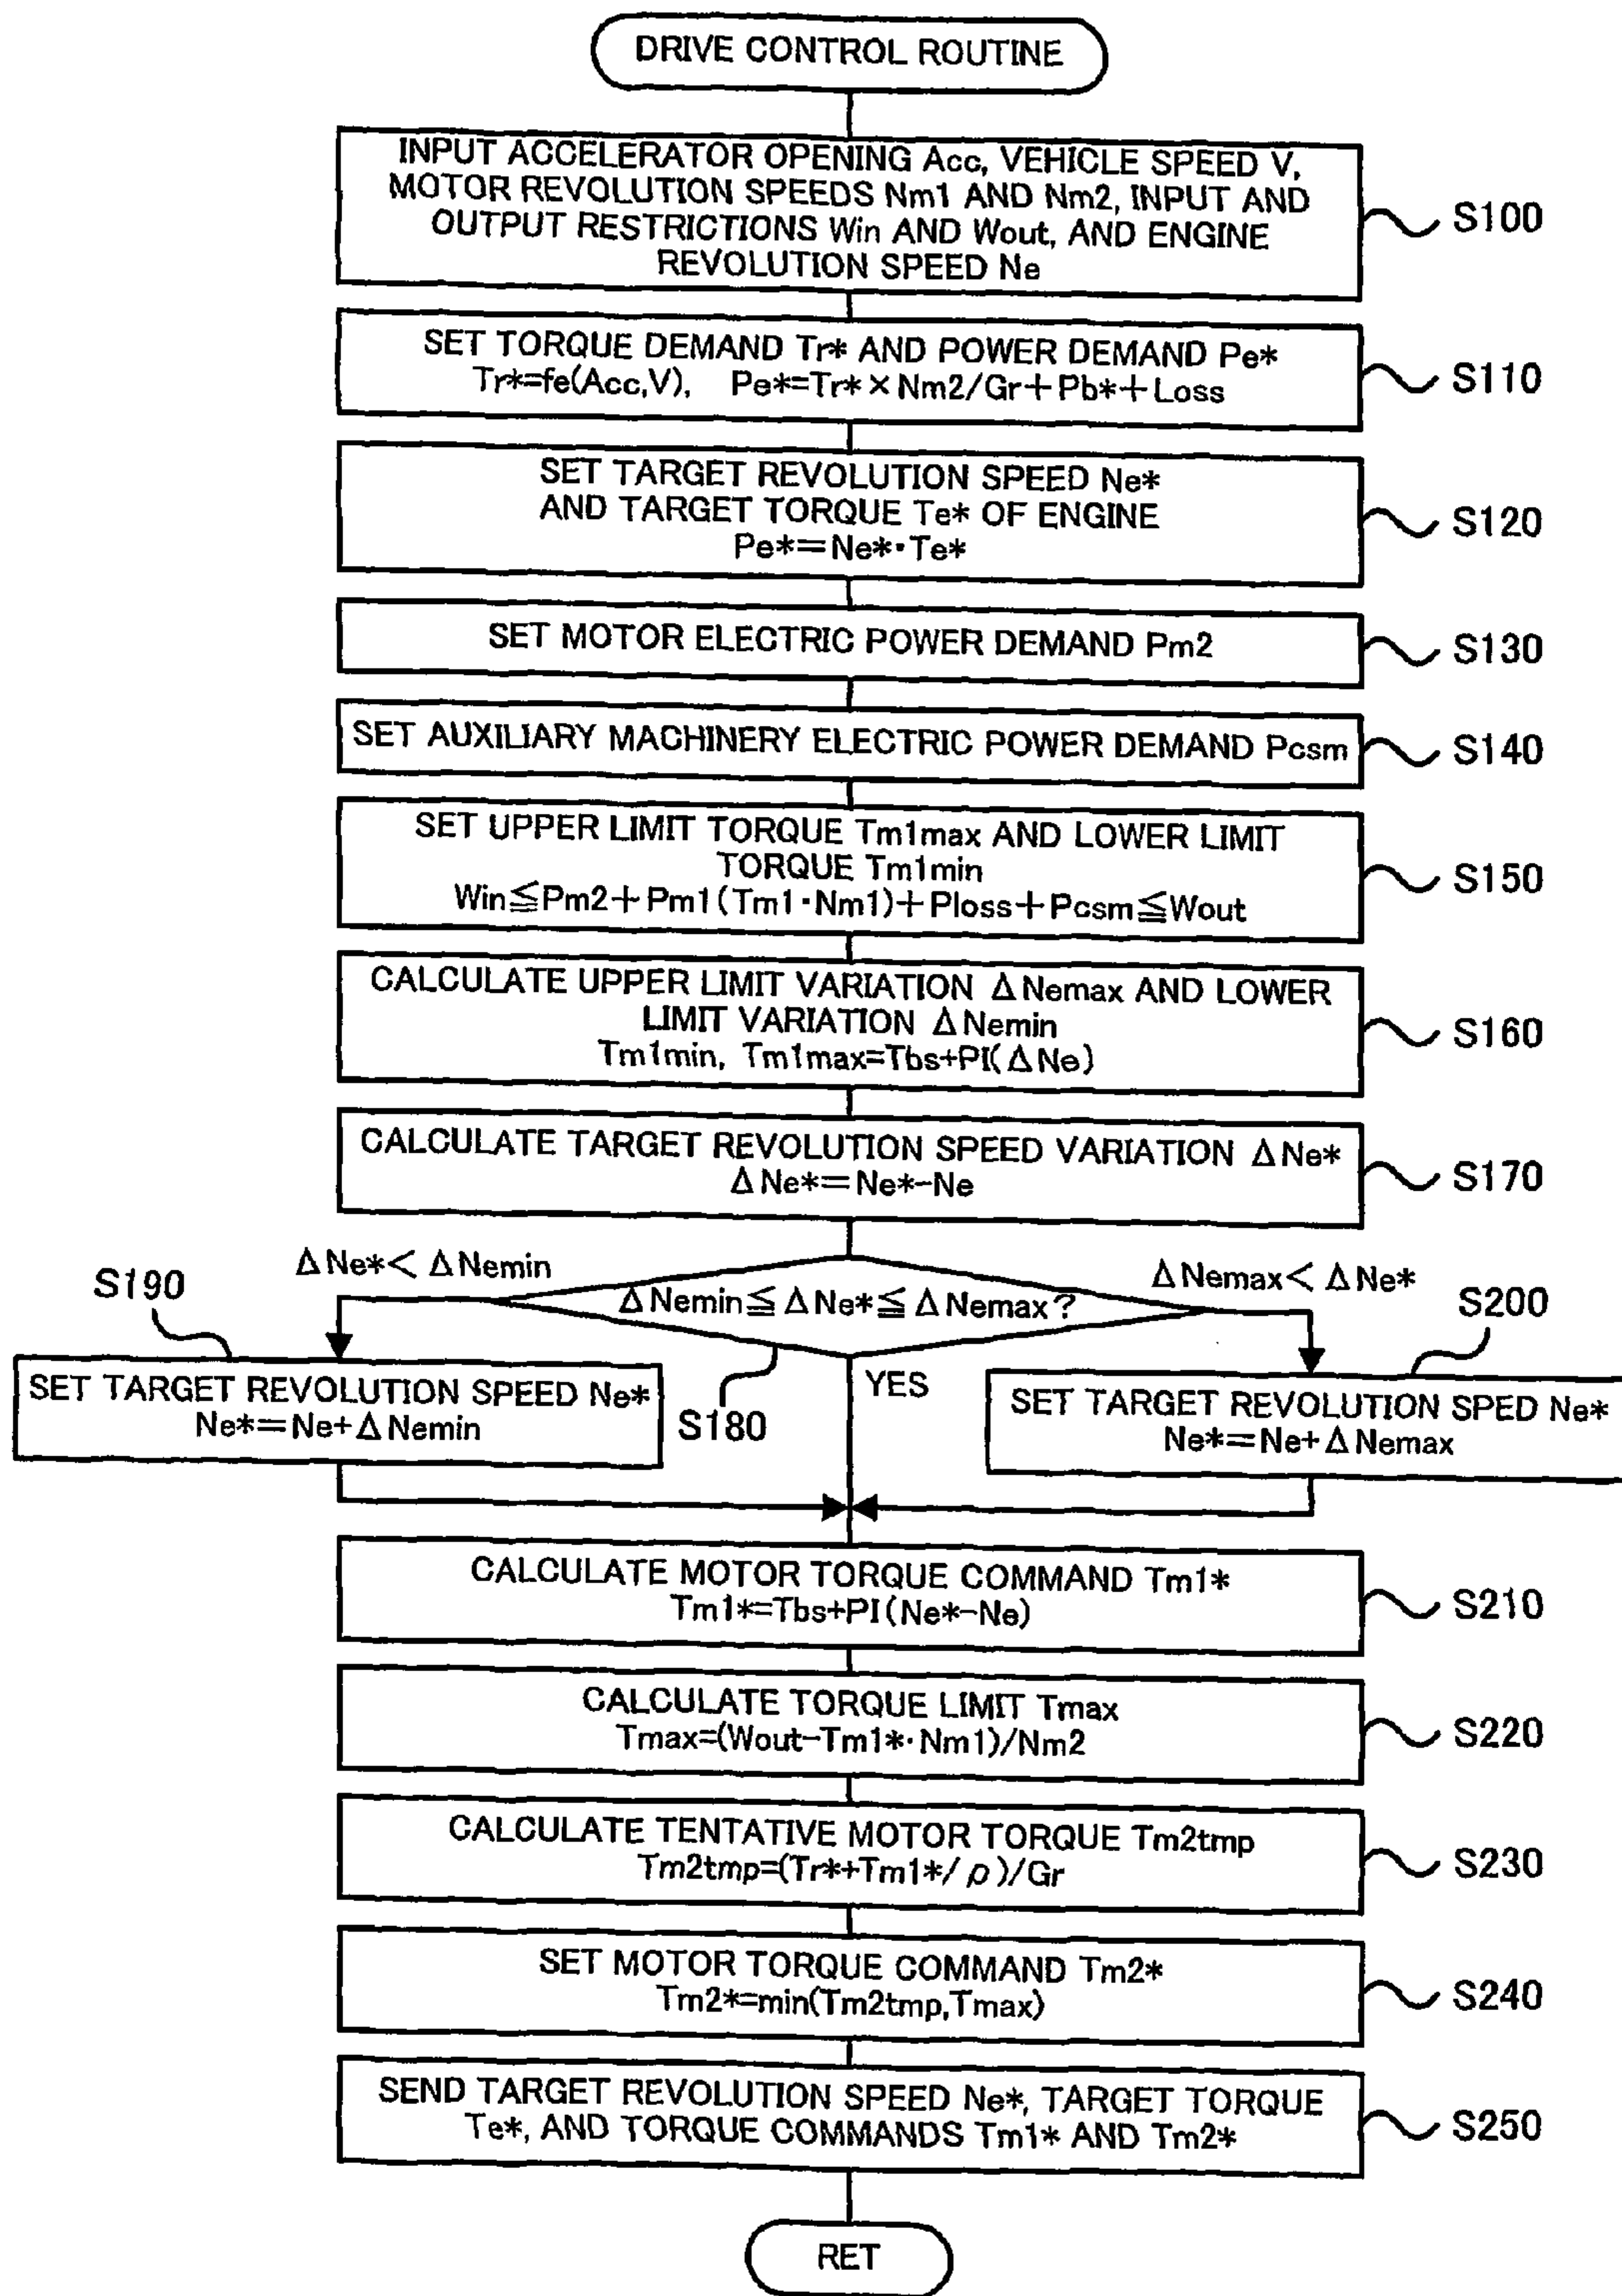 DRIVE CONTROL ROUTINE
INPUT ACCELERATOR OPENING Acc, VEHICLE SPEED V,
MOTOR REVOLUTION SPEEDS Nm1 AND Nm2, INPUT AND
OUTPUT RESTRICTIONS Win AND Wout, AND ENGINE
REVOLUTION SPEED Ne
S100
SET TORQUE DEMAND Tr* AND POWER DEMAND Pe*
Tr*=fe(Acc,V), Pe*=Tr*×Nm2/Gr+Pb*+Loss
S110
SET TARGET REVOLUTION SPEED Ne*
AND TARGET TORQUE Te* OF ENGINE
Pe*=Ne*·Te*
S120
SET MOTOR ELECTRIC POWER DEMAND Pm2
S130
SET AUXILIARY MACHINERY ELECTRIC POWER DEMAND Pcsm
S140
SET UPPER LIMIT TORQUE Tm1max AND LOWER LIMIT
TORQUE Tm1min
Win≦Pm2+Pm1(Tm1·Nm1)+Ploss+Pcsm≦Wout
S150
CALCULATE UPPER LIMIT VARIATION ΔNemax AND LOWER
LIMIT VARIATION ΔNemin
Tm1min, Tm1max=Tbs+PI(ΔNe)
S160
CALCULATE TARGET REVOLUTION SPEED VARIATION ΔNe*
ΔNe*=Ne*-Ne
S170
ΔNe*<ΔNemin
ΔNemin≦ΔNe*≦ΔNemax?
ΔNemax<ΔNe*
S180
YES
S190
SET TARGET REVOLUTION SPEED Ne*
Ne*=Ne+ΔNemin
S200
SET TARGET REVOLUTION SPED Ne*
Ne*=Ne+ΔNemax
CALCULATE MOTOR TORQUE COMMAND Tm1*
Tm1*=Tbs+PI(Ne*-Ne)
S210
CALCULATE TORQUE LIMIT Tmax
Tmax=(Wout-Tm1*·Nm1)/Nm2
S220
CALCULATE TENTATIVE MOTOR TORQUE Tm2tmp
Tm2tmp=(Tr*+Tm1*/ρ)/Gr
S230
SET MOTOR TORQUE COMMAND Tm2*
Tm2*=min(Tm2tmp,Tmax)
S240
SEND TARGET REVOLUTION SPEED Ne*, TARGET TORQUE
Te*, AND TORQUE COMMANDS Tm1* AND Tm2*
S250
RET